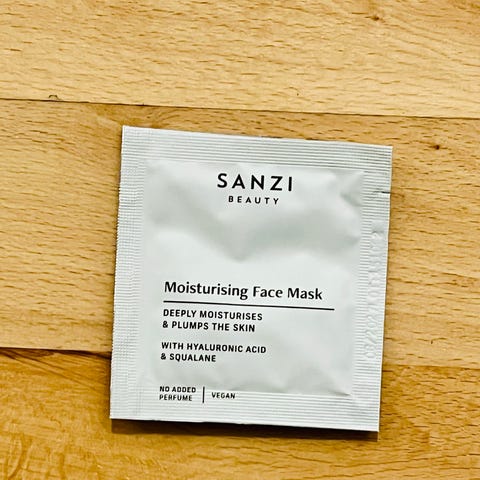 SANZI
BEAUTY
Moisturising Face Mask
DEEPLY MOISTURISES
& PLUMPS THE SKIN
WITH HYALURONIC ACID
& SQUALANE
NO ADDED
PERFUME
VEGAN